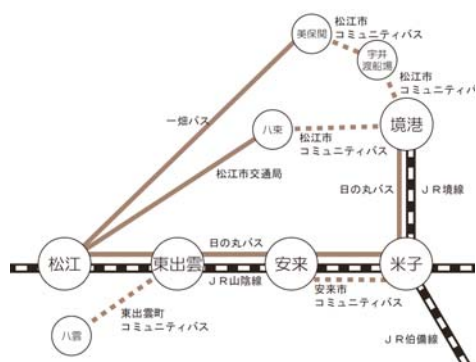 美保関
松江市
コミュニティバス
宇井
渡船場
松江市
コミュニティバス
一畑バス
八束
境港
松江市
コミュニティバス
松江市交通局
日の丸バス
JR境線
日の丸バス
松江
東出雲
安来
米子
JR山陰線
安来市
コミュニティバス
東出雲町
コミュニティバス
八雲
JR伯備線